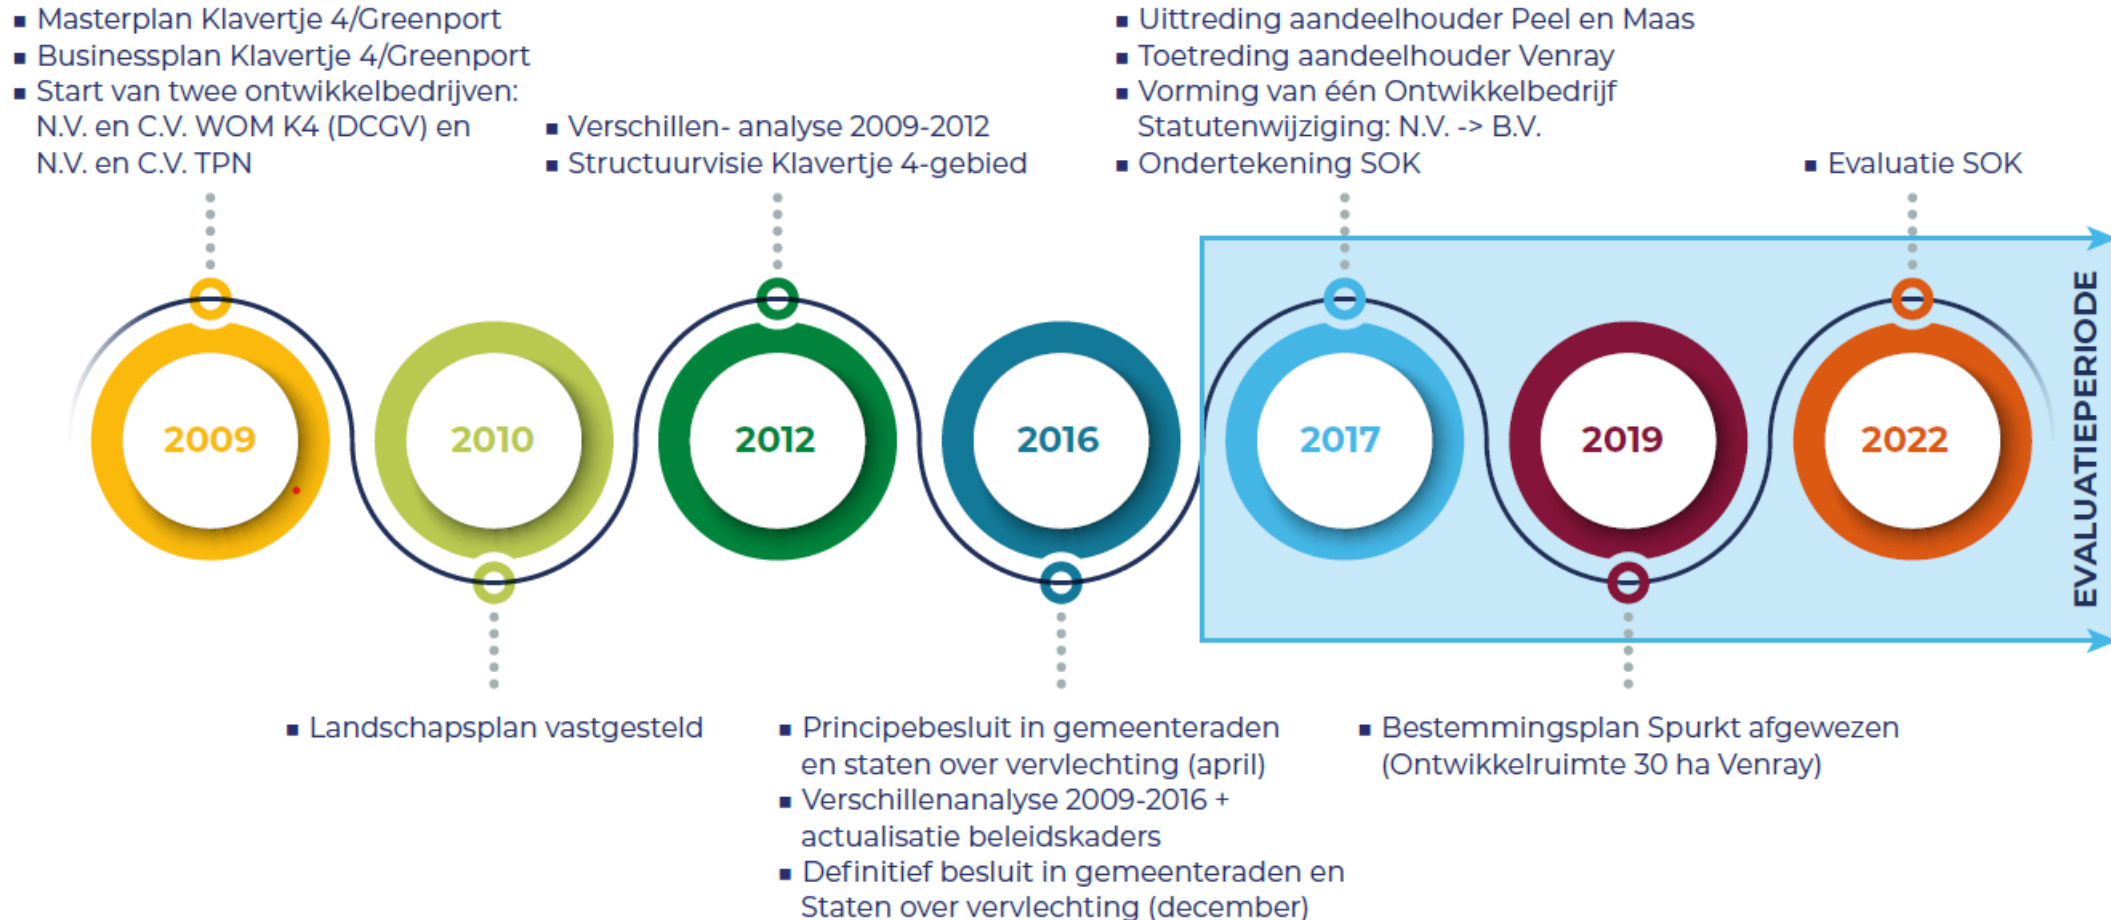 ▪ Masterplan Klavertje 4/Greenport
▪ Businessplan Klavertje 4/Greenport
▪ Start van twee ontwikkelbedrijven:
N.V. en C.V. WOM K4 (DCGV) en
N.V. en C.V. TPN
▪ Verschillen- analyse 2009-2012
▪ Structuurvisie Klavertje 4-gebied
▪ Uittreding aandeelhouder Peel en Maas
▪ Toetreding aandeelhouder Venray
▪ Vorming van één Ontwikkelbedrijf
Statutenwijziging: N.V. -> B.V.
▪ Ondertekening SOK
▪ Evaluatie SOK
2009
2010
2012
2016
2017
2019
2022
EVALUATIEPERIODE
▪ Landschapsplan vastgesteld
▪ Principebesluit in gemeenteraden
en staten over vervlechting (april)
▪ Verschillenanalyse 2009-2016 +
actualisatie beleidskaders
▪ Definitief besluit in gemeenteraden en
Staten over vervlechting (december)
▪ Bestemmingsplan Spurkt afgewezen
(Ontwikkelruimte 30 ha Venray)